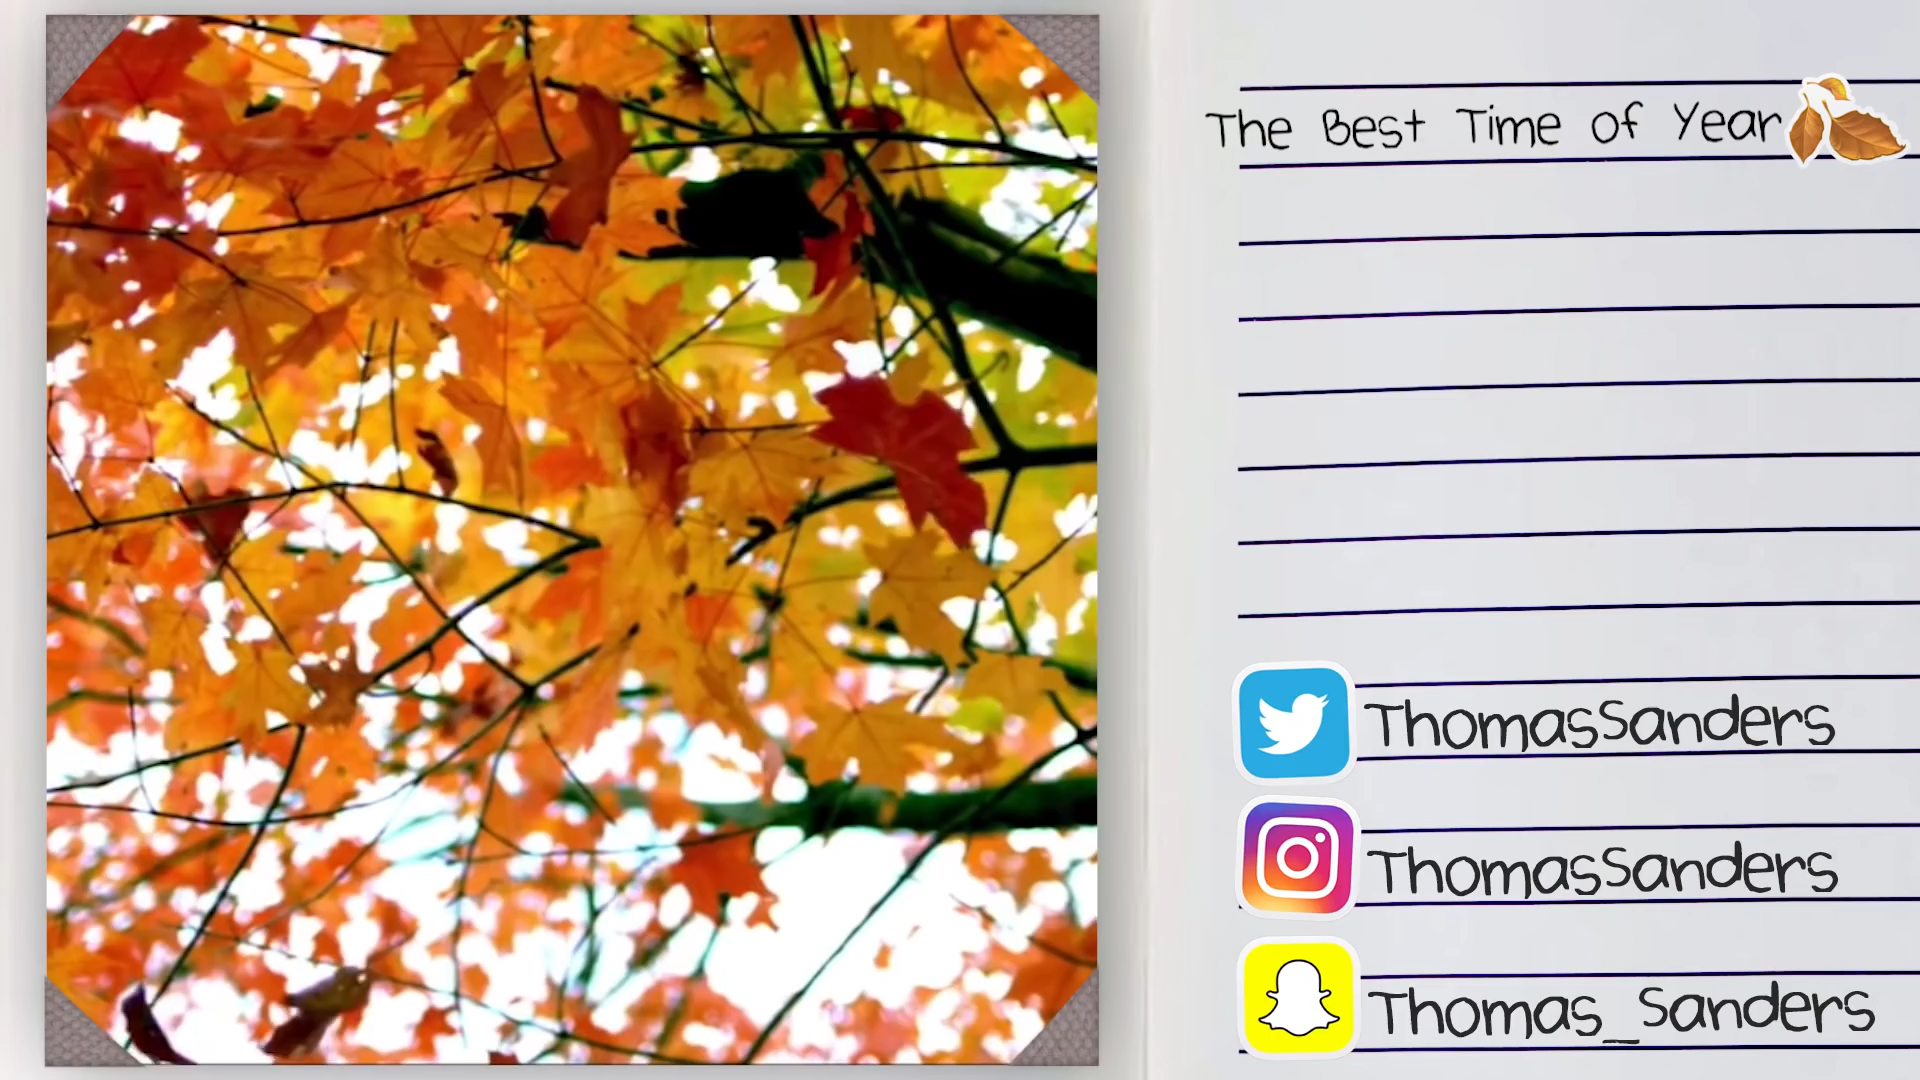 The Best Time of Year
ThomasSanders
ThomasSanders
Thomas_Sanders